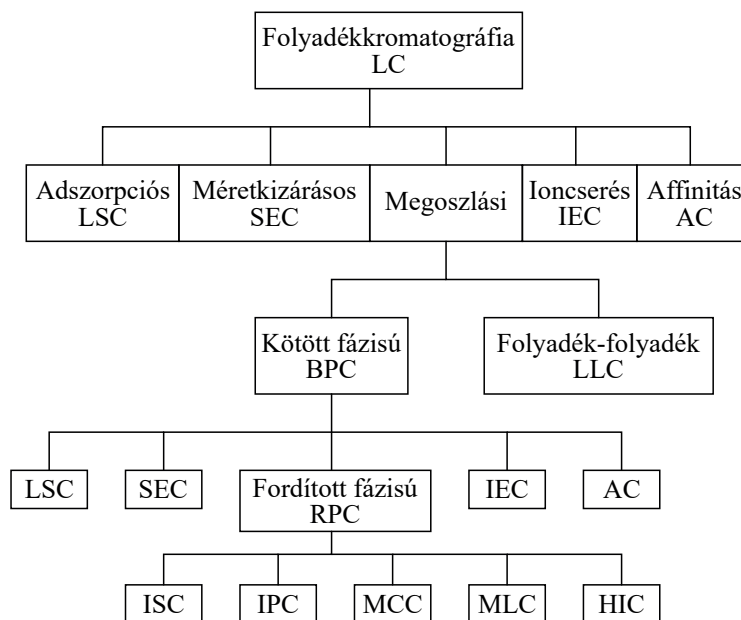 Folyadékkromatográfia
LC
Adszorpciós
LSC
Méretkizárásos
SEC
Megoszlási
Ioncserés
IEC
Affinitás
AC
Kötött fázisú
BPC
Folyadék-folyadék
LLC
LSC
SEC
Fordított fázisú
RPC
IEC
AC
ISC
IPC
MCC
MLC
HIC